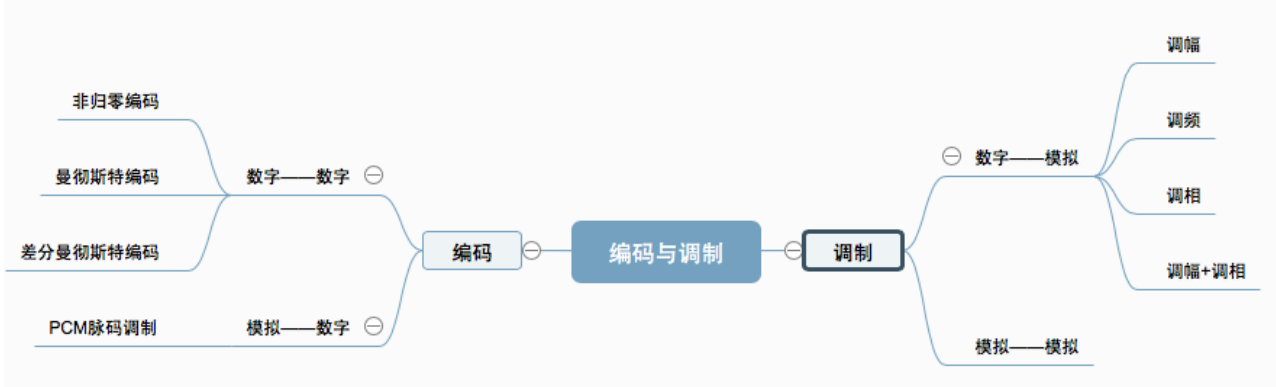 编码与调制
编码
数字——数字
非归零编码
曼彻斯特编码
差分曼彻斯特编码
模拟——数字
PCM脉码调制
调制
数字——模拟
调幅
调频
调相
调幅+调相
模拟——模拟